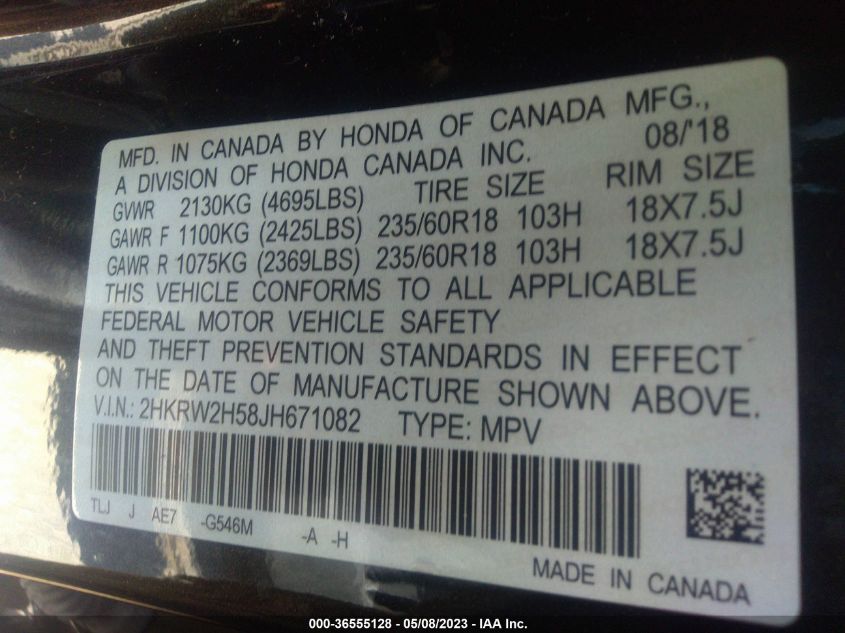 MFD. IN CANADA BY HONDA OF CANADA MFG.,
A DIVISION OF HONDA CANADA INC. 08/'18
GVWR 2130KG (4695LBS) TIRE SIZE RIM SIZE
GAWR F 1100KG (2425LBS) 235/60R18 103H 18X7.5J
GAWR R 1075KG (2369LBS) 235/60R18 103H 18X7.5J
THIS VEHICLE CONFORMS TO ALL APPLICABLE
FEDERAL MOTOR VEHICLE SAFETY
AND THEFT PREVENTION STANDARDS IN EFFECT
ON THE DATE OF MANUFACTURE SHOWN ABOVE.
V.I.N.: 2HKRW2H58JH671082 TYPE: MPV
TLJ J AE7 -G546M -A -H
MADE IN CANADA
000-36555128 - 05/08/2023 - IAA Inc.